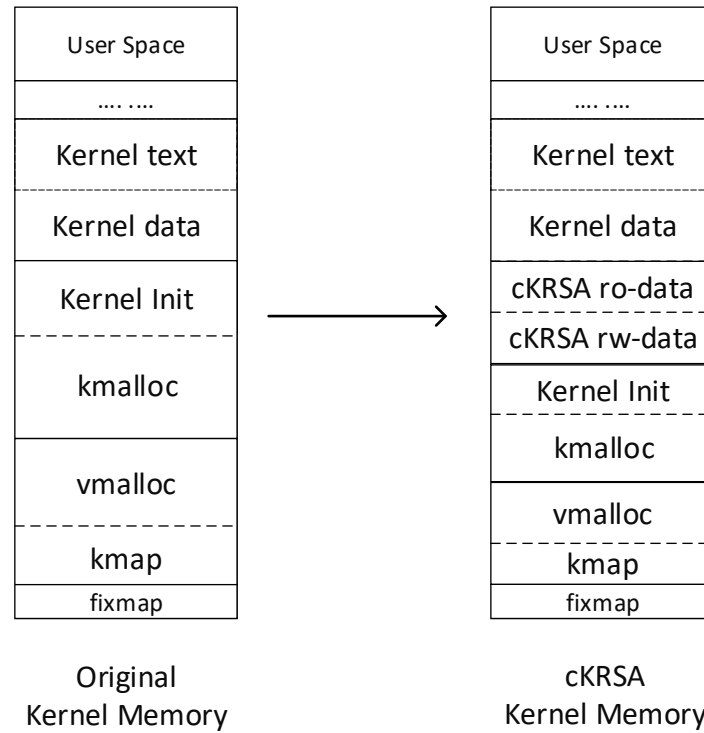 User Space
.... ....
Kernel text
Kernel data
Kernel Init
kmalloc
vmalloc
kmap
fixmap
Original
Kernel Memory
User Space
.... ....
Kernel text
Kernel data
cKRSA ro-data
cKRSA rw-data
Kernel Init
kmalloc
vmalloc
kmap
fixmap
cKRSA
Kernel Memory